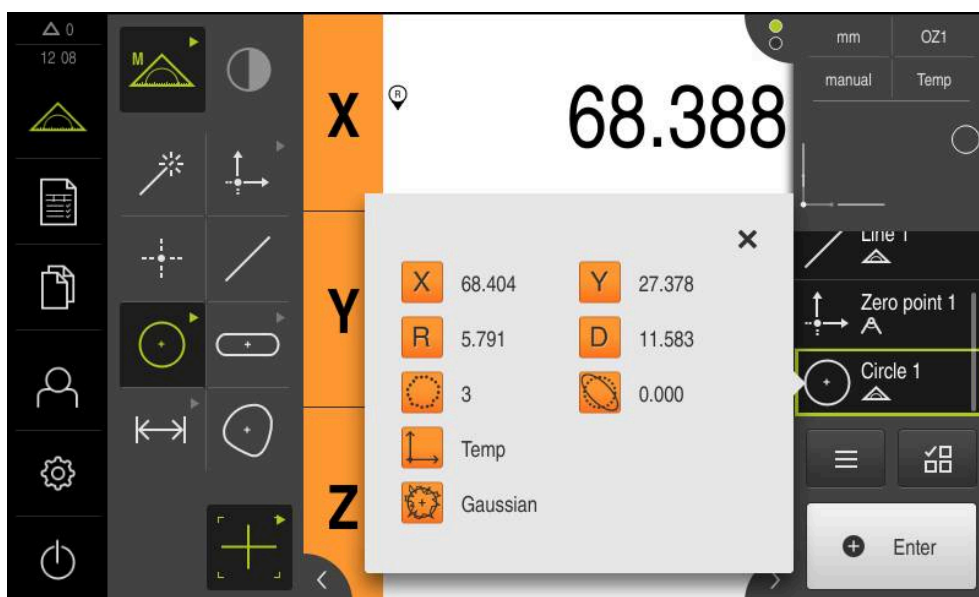 0
12 08
M
X
R
68.388
Y
Z
X 68.404 Y 27.378
R 5.791 D 11.583
3 0.000
Temp
Gaussian
mm OZ1
manual Temp
Line 1
Zero point 1
Circle 1
Enter